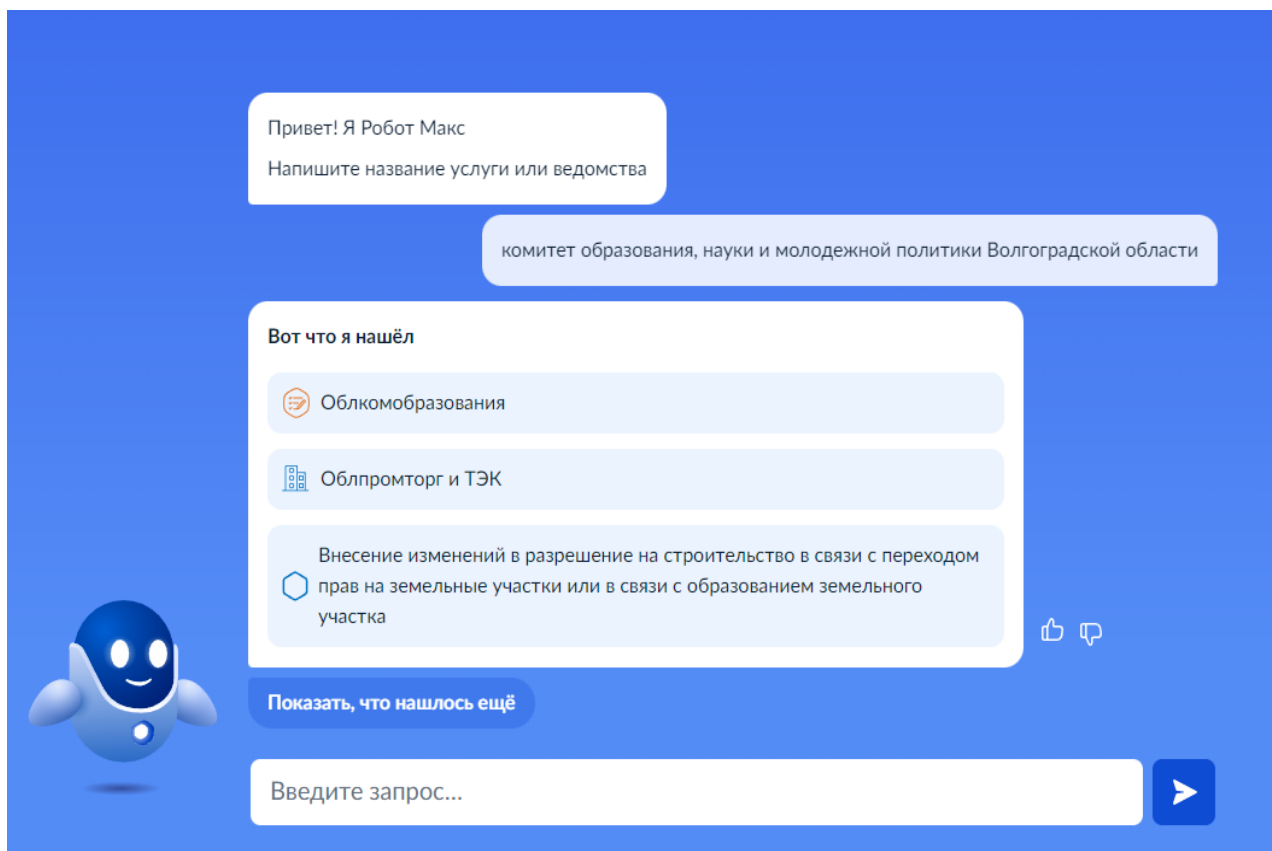 Привет! Я Робот Макс
Напишите название услуги или ведомства
комитет образования, науки и молодежной политики Волгоградской области
Вот что я нашёл
Облкомобразования
Облпромторг и ТЭК
Внесение изменений в разрешение на строительство в связи с переходом
прав на земельные участки или в связи с образованием земельного
участка
Показать, что нашлось ещё
Введите запрос...